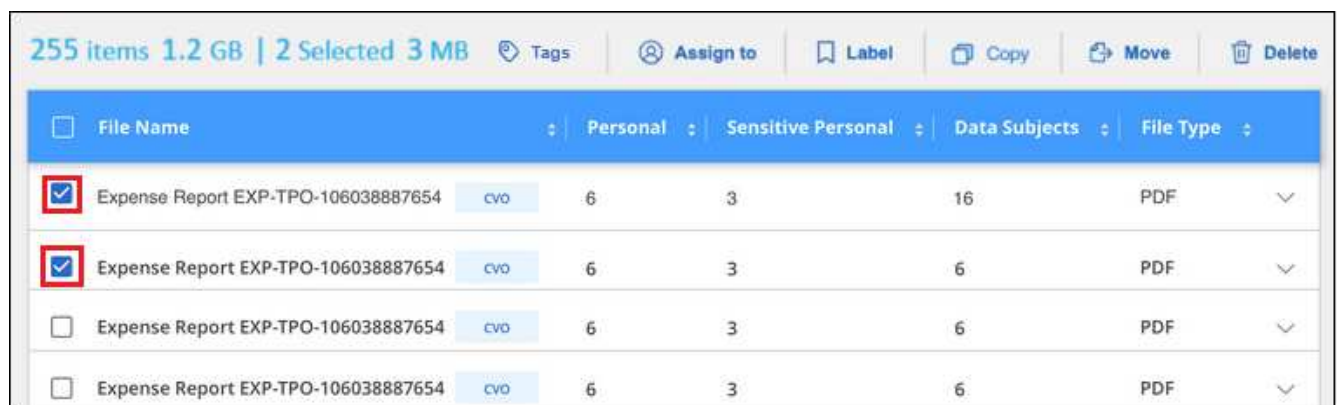 255 items 1.2 GB | 2 Selected 3 MB Tags Assign to Label Copy Move Delete
File Name Personal Sensitive Personal Data Subjects File Type
Expense Report EXP-TPO-106038887654 CVO 6 3 16 PDF
Expense Report EXP-TPO-106038887654 CVO 6 3 6 PDF
Expense Report EXP-TPO-106038887654 CVO 6 3 6 PDF
Expense Report EXP-TPO-106038887654 CVO 6 3 6 PDF